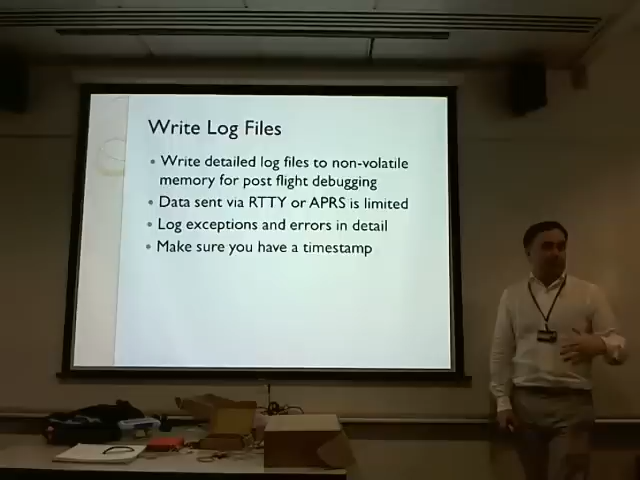 Write Log Files
• Write detailed log files to non-volatile
memory for post flight debugging
• Data sent via RTTY or APRS is limited
• Log exceptions and errors in detail
• Make sure you have a timestamp